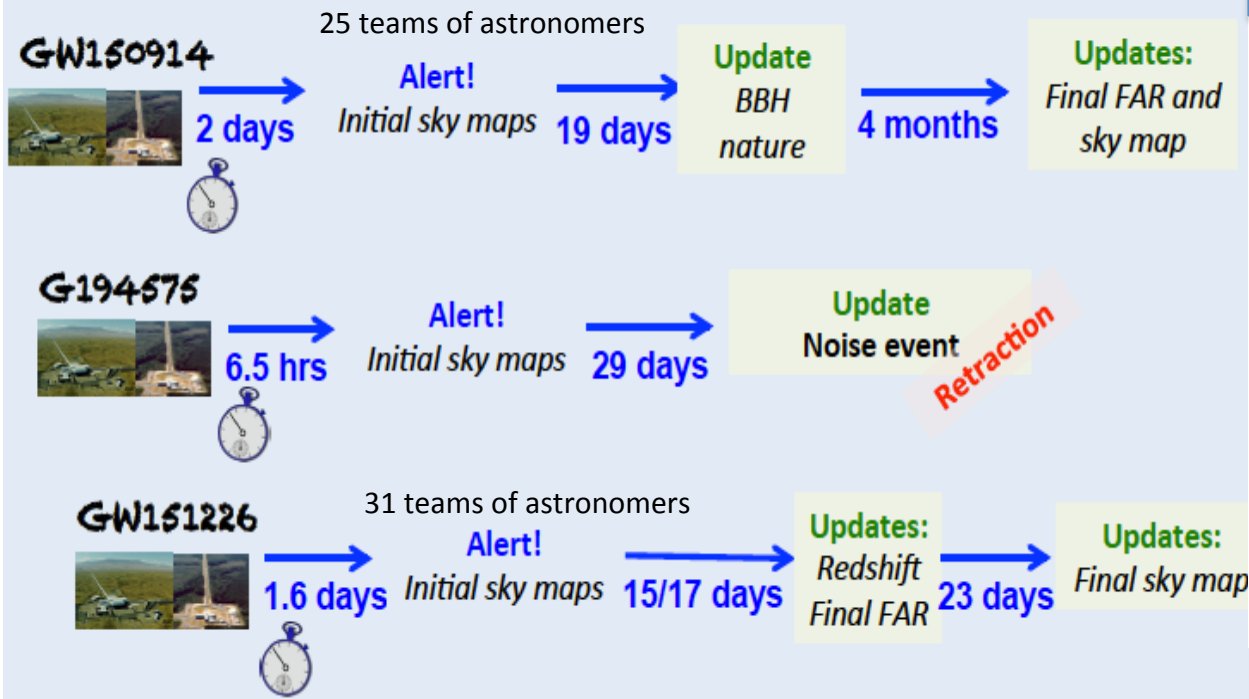 25 teams of astronomers
GW150914
2 days
Alert!
Initial sky maps
19 days
Update
BBH
nature
4 months
Updates:
Final FAR and
sky map
G194575
6.5 hrs
Alert!
Initial sky maps
29 days
Update
Noise event
Retraction
31 teams of astronomers
GW151226
1.6 days
Alert!
Initial sky maps
15/17 days
Updates:
Redshift
Final FAR
23 days
Updates:
Final sky map